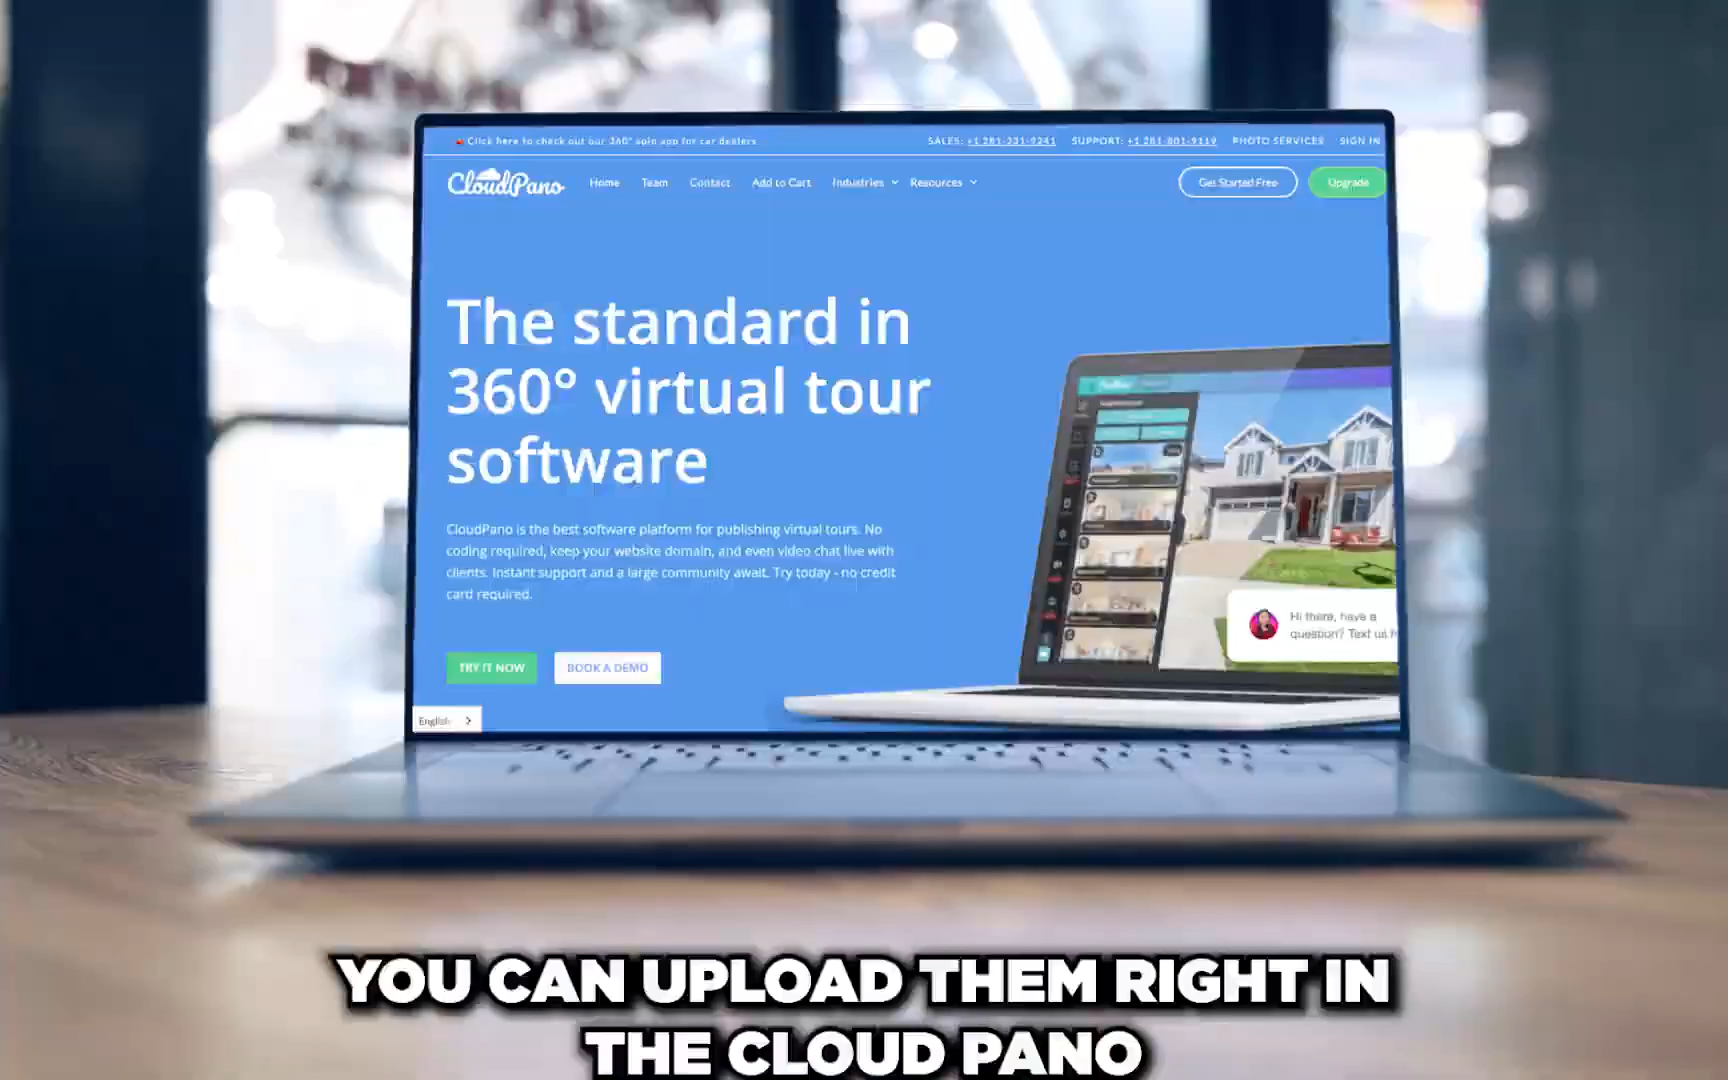 Click here to check out our 360° spin app for car dealers
SALES: +1 281-231-9241 SUPPORT: +1 281-801-9119 PHOTO SERVICES SIGN IN
CloudPano Home Team Contact Add to Cart Industries Resources Get Started Free Upgrade
The standard in
360° virtual tour
software
CloudPano is the best software platform for publishing virtual tours. No
coding required, keep your website domain, and even video chat live with
clients. Instant support and a large community await. Try today - no credit
card required.
Hi there, have a
question? Text us
TRY IT NOW BOOK A DEMO
English
YOU CAN UPLOAD THEM RIGHT IN
THE CLOUD PANO